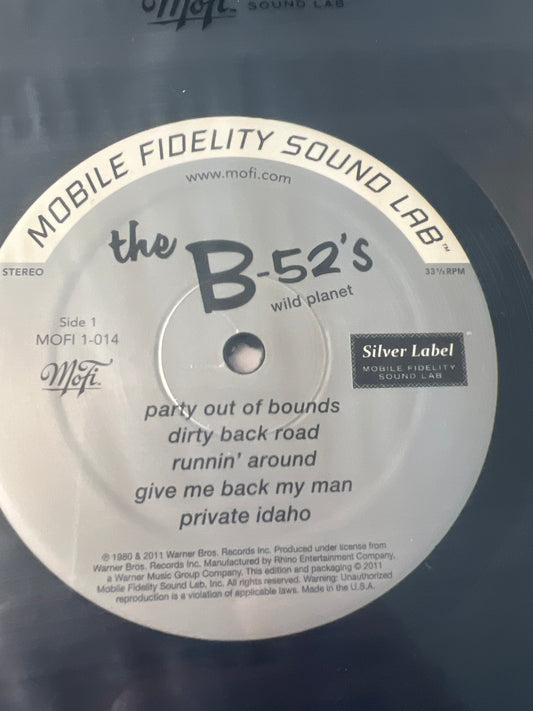 MoFi™ SOUND LAB
MOBILE FIDELITY SOUND LAB™
www.mofi.com
the
B-52's
wild planet
STEREO
33⅓ RPM
Side 1
MOFI 1-014
MoFi™
Silver Label
MOBILE FIDELITY
SOUND LAB
party out of bounds
dirty back road
runnin' around
give me back my man
private idaho
℗ 1980 & 2011 Warner Bros. Records Inc. Produced under license from
Warner Bros. Records Inc. Manufactured by Rhino Entertainment Company,
a Warner Music Group Company. This edition and packaging © 2011
Mobile Fidelity Sound Lab, Inc. All rights reserved. Warning: Unauthorized
reproduction is a violation of applicable laws. Made in the U.S.A.